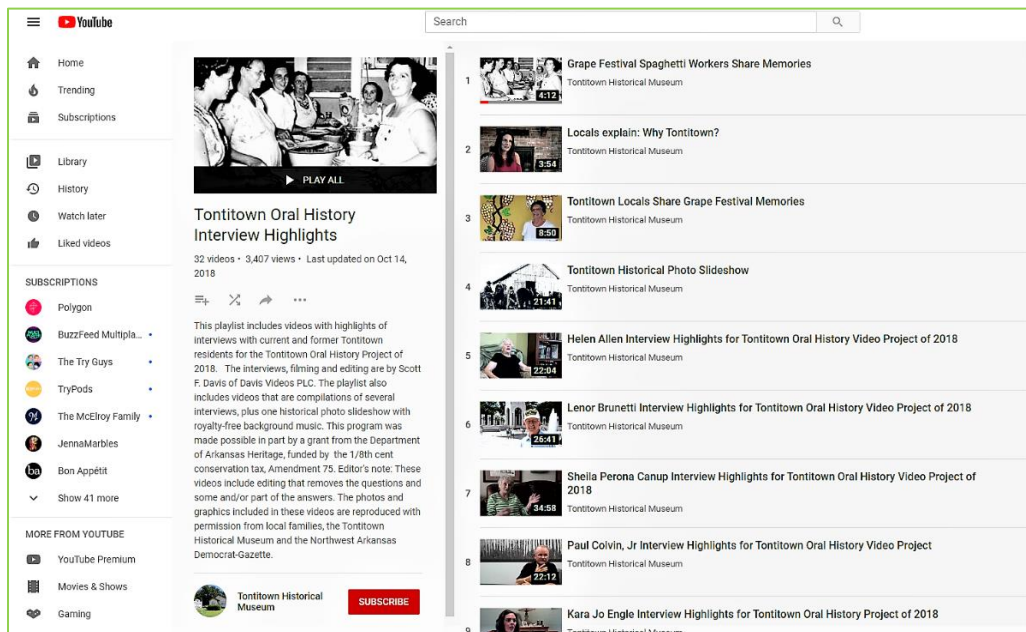 YouTube
Search
Home
Trending
Subscriptions
Library
History
Watch later
Liked videos
SUBSCRIPTIONS
Polygon
BuzzFeed Multipla...
The Try Guys
TryPods
The McElroy Family
JennaMarbles
ba
Bon Appétit
Show 41 more
MORE FROM YOUTUBE
YouTube Premium
Movies & Shows
Gaming
PLAY ALL
Tontitown Oral History
Interview Highlights
32 videos • 3,407 views • Last updated on Oct 14,
2018
This playlist includes videos with highlights of
interviews with current and former Tontitown
residents for the Tontitown Oral History Project of
2018. The interviews, filming and editing are by Scott
F. Davis of Davis Videos PLC. The playlist also
includes videos that are compilations of several
interviews, plus one historical photo slideshow with
royalty-free background music. This program was
made possible in part by a grant from the Department
of Arkansas Heritage, funded by the 1/8th cent
conservation tax, Amendment 75. Editor's note: These
videos include editing that removes the questions and
some and/or part of the answers. The photos and
graphics included in these videos are reproduced with
permission from local families, the Tontitown
Historical Museum and the Northwest Arkansas
Democrat-Gazette.
Tontitown Historical
Museum
SUBSCRIBE
1
4:12
Grape Festival Spaghetti Workers Share Memories
Tontitown Historical Museum
2
3:54
Locals explain: Why Tontitown?
Tontitown Historical Museum
3
8:50
Tontitown Locals Share Grape Festival Memories
Tontitown Historical Museum
4
21:41
Tontitown Historical Photo Slideshow
Tontitown Historical Museum
5
22:04
Helen Allen Interview Highlights for Tontitown Oral History Video Project of 2018
Tontitown Historical Museum
6
26:41
Lenor Brunetti Interview Highlights for Tontitown Oral History Video Project of 2018
Tontitown Historical Museum
7
34:58
Sheila Perona Canup Interview Highlights for Tontitown Oral History Video Project of
2018
Tontitown Historical Museum
8
22:12
Paul Colvin, Jr Interview Highlights for Tontitown Oral History Video Project
Tontitown Historical Museum
9
Kara Jo Engle Interview Highlights for Tontitown Oral History Video Project of 2018
Tontitown Historical Museum